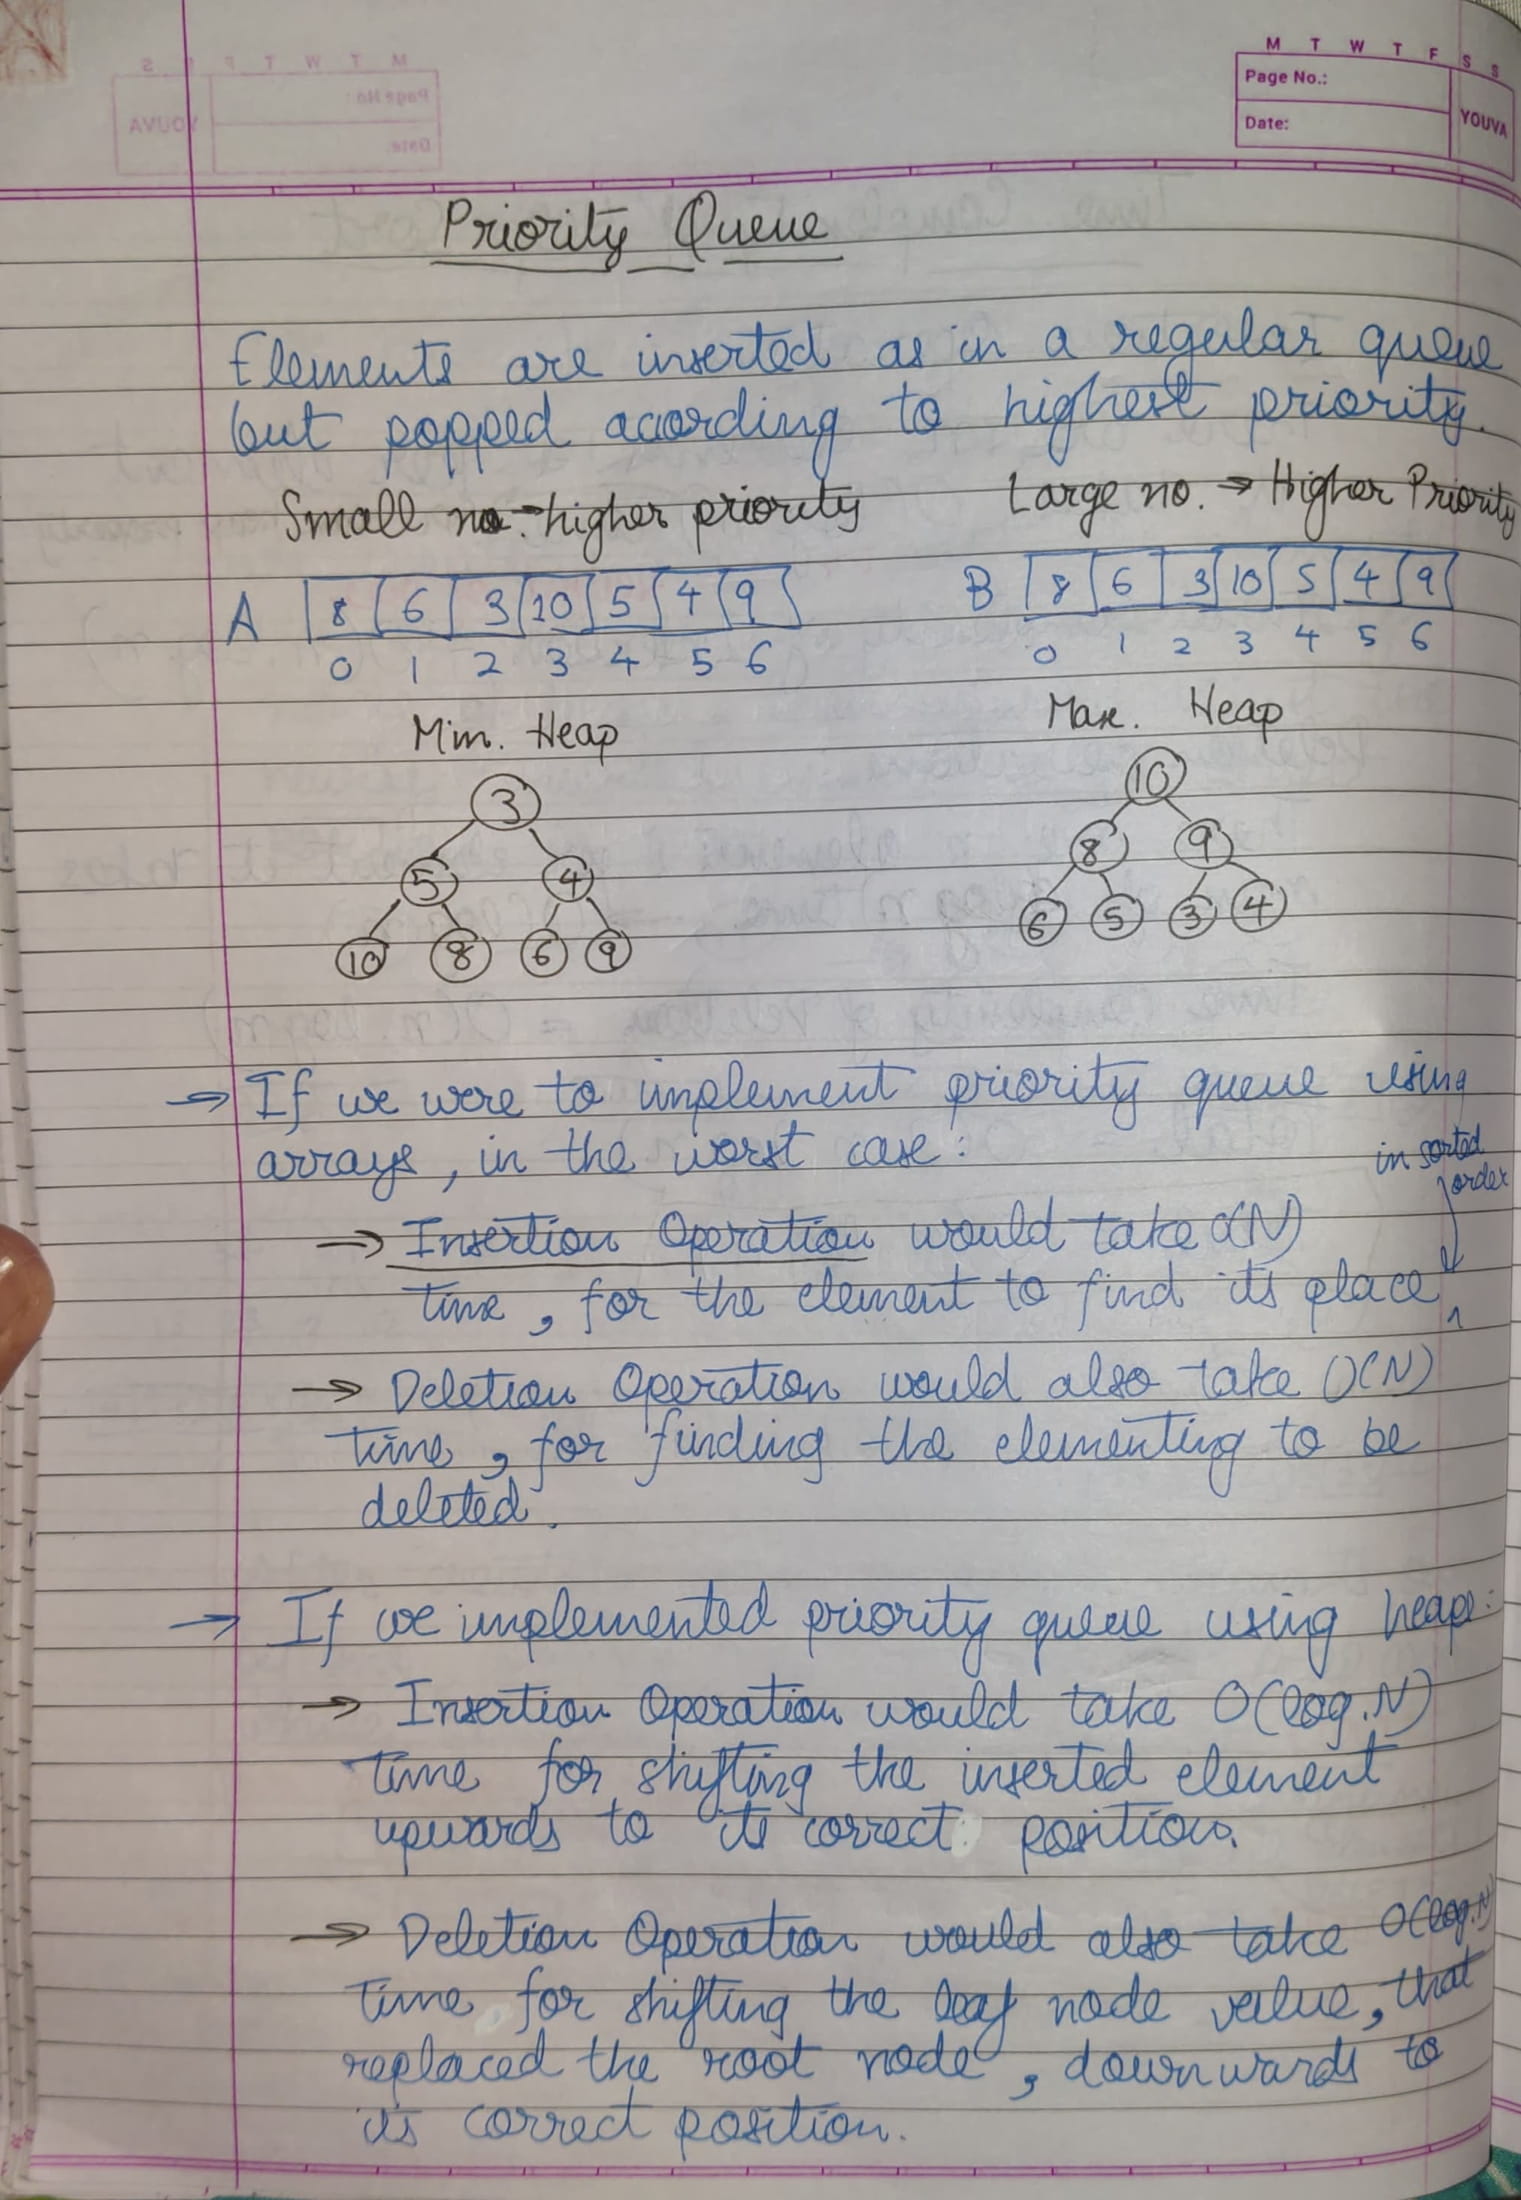 M T W T F S S
Page No.:
Date:
YOUVA
Priority Queue
Elements are inserted as in a regular queue
but popped acording to highest priority.
Small no. → higher priority
Large no. → Higher Priority
A 8 6 3 10 5 4 9
0 1 2 3 4 5 6
B 8 6 3 10 5 4 9
0 1 2 3 4 5 6
Min. Heap
3
5 4
10 8 6 9
Max. Heap
10
8 9
6 5 3 4
→ If we were to implement priority queue using
arrays, in the worst case:
in sorted
order
→ Insertion Operation would take O(N)
time, for the element to find its place
→ Deletion Operation would also take O(N)
time, for finding the elementing to be
deleted.
→ If we implemented priority queue using heaps:
→ Insertion Operation would take O(log.N)
time for shifting the inserted element
upwards to its correct position.
→ Deletion Operation would also take O(log.N)
time for shifting the leaf node value, that
replaced the root node, downwards to
its correct position.